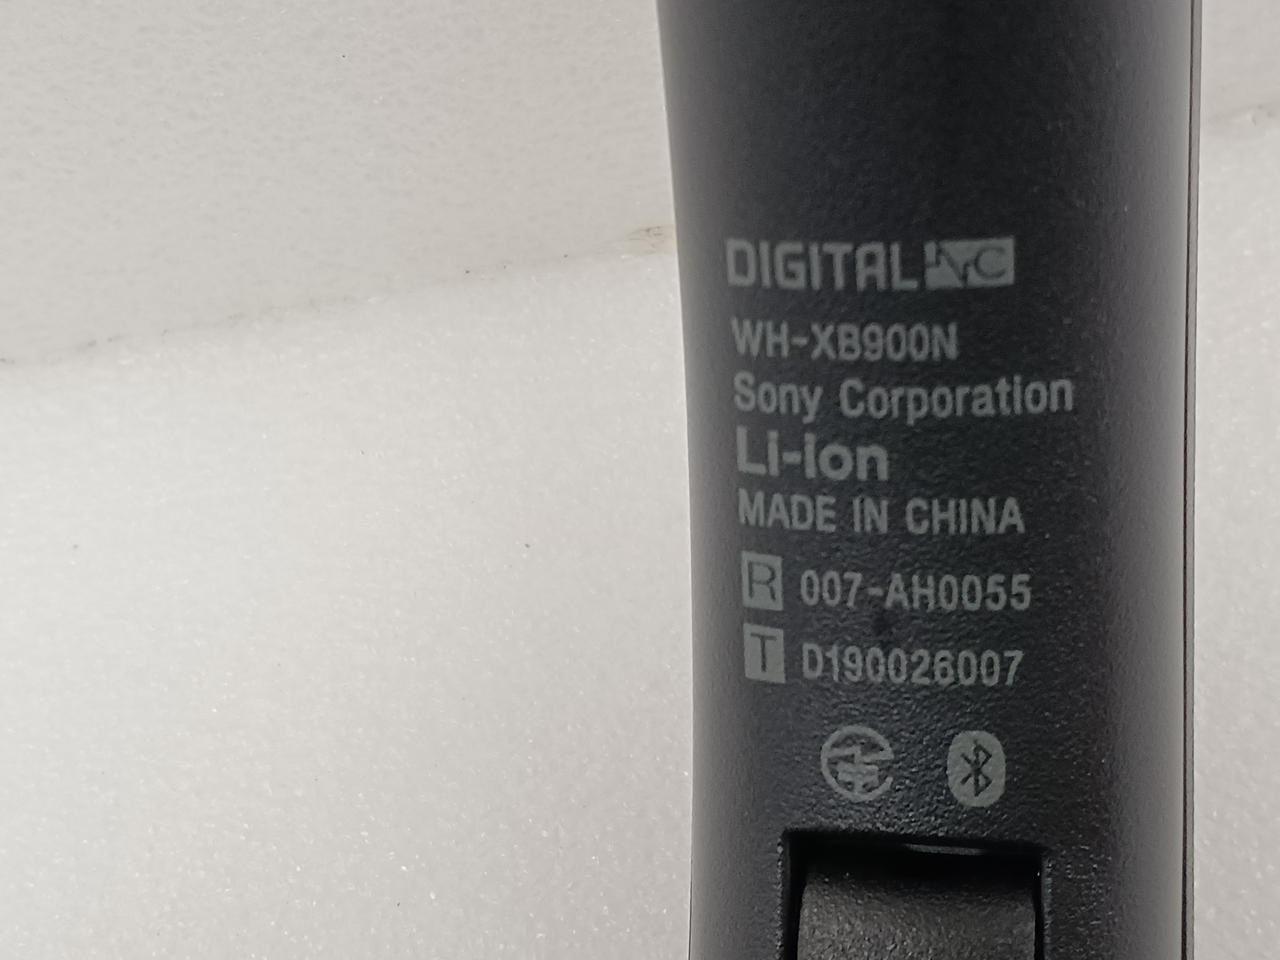 DIGITAL NC
WH-XB900N
Sony Corporation
Li-ion
MADE IN CHINA
R 007-AH0055
T D190026007